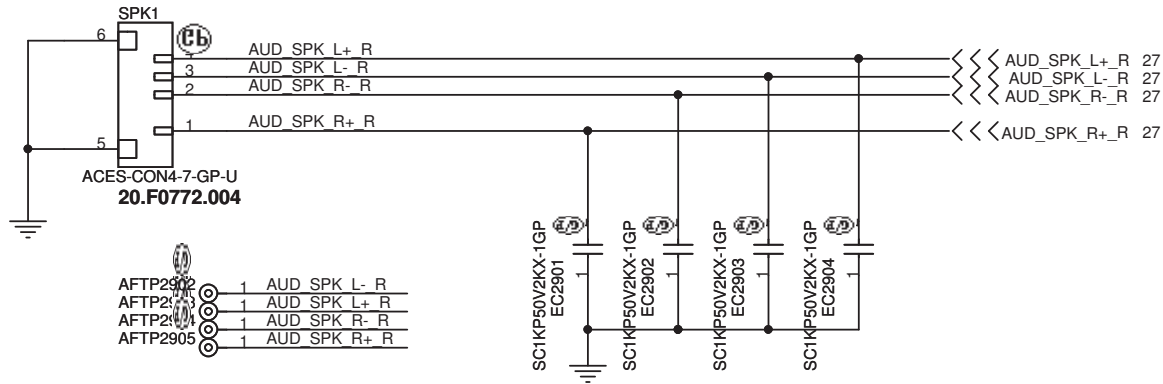 SPK1
6
AUD_SPK_L+_R
AUD_SPK_L+_R 27
3
AUD_SPK_L-_R
AUD_SPK_L-_R 27
2
AUD_SPK_R-_R
AUD_SPK_R-_R 27
1
AUD_SPK_R+_R
AUD_SPK_R+_R 27
5
ACES-CON4-7-GP-U
20.F0772.004
SC1KP50V2KX-1GP
EC2901
1
SC1KP50V2KX-1GP
EC2902
1
SC1KP50V2KX-1GP
EC2903
1
SC1KP50V2KX-1GP
EC2904
1
AFTP2902 1 AUD_SPK_L-_R
1 AUD_SPK_L+_R
1 AUD_SPK_R-_R
AFTP2905 1 AUD_SPK_R+_R